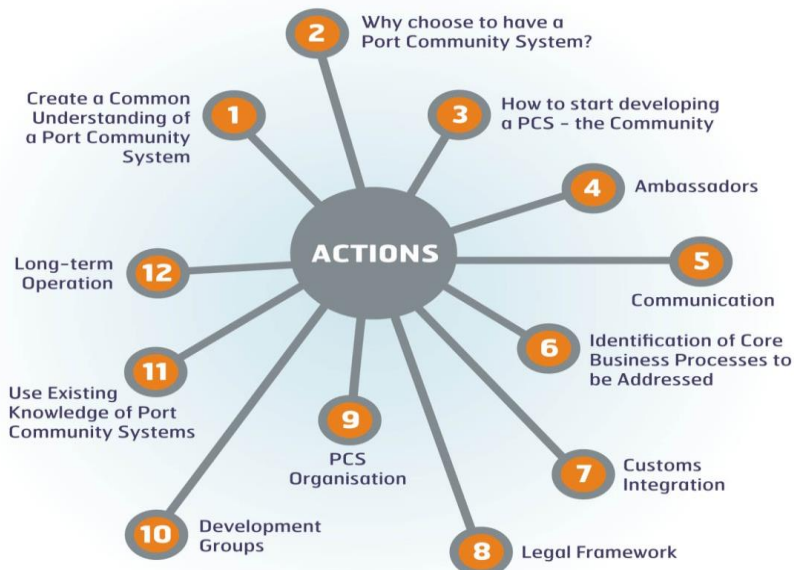 ACTIONS
1
Create a Common
Understanding of
a Port Community
System
2
Why choose to have a
Port Community System?
3
How to start developing
a PCS - the Community
4
Ambassadors
5
Communication
6
Identification of Core
Business Processes to
be Addressed
7
Customs
Integration
8
Legal Framework
9
PCS
Organisation
10
Development
Groups
11
Use Existing
Knowledge of Port
Community Systems
12
Long-term
Operation